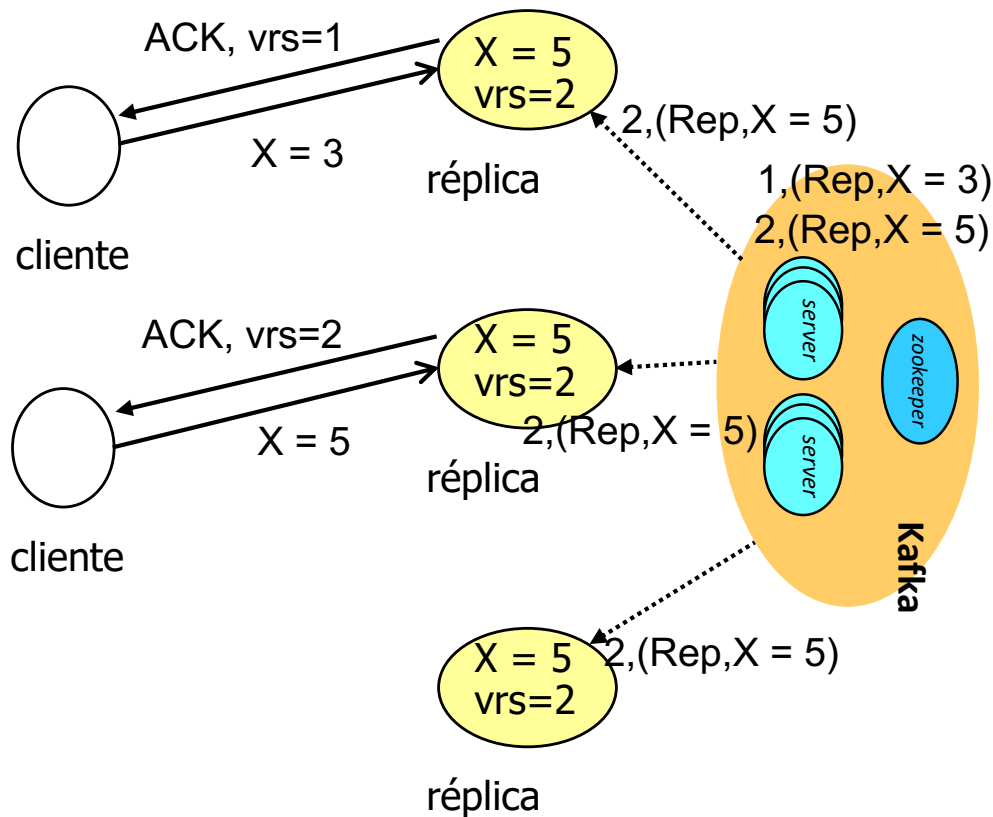 ACK, vrs=1
X = 5
vrs=2
X = 3
réplica
cliente
2,(Rep,X = 5)
1,(Rep,X = 3)
2,(Rep,X = 5)
server
zookeeper
server
Kafka
ACK, vrs=2
X = 5
vrs=2
X = 5
2,(Rep,X = 5)
réplica
cliente
X = 5
vrs=2
2,(Rep,X = 5)
réplica